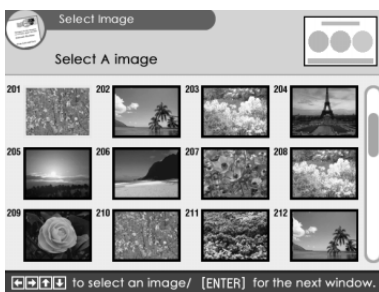 Select Image
Select A image
201 202 203 204
205 206 207 208
209 210 211 212
to select an image/ [ENTER] for the next window.